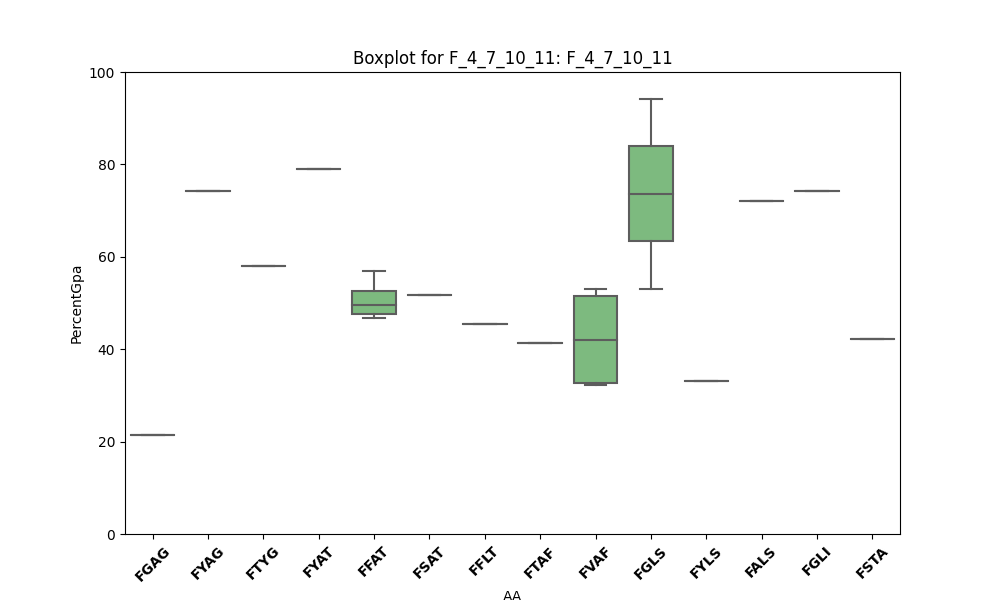 Boxplot for F_4_7_10_11: F_4_7_10_11
100
80
60
40
20
0
PercentGpa
FGAG FYAG FTYG FYAT FFAT FSAT FFLT FTAF FVAF FGLS FYLS FALS FGLI FSTA
AA